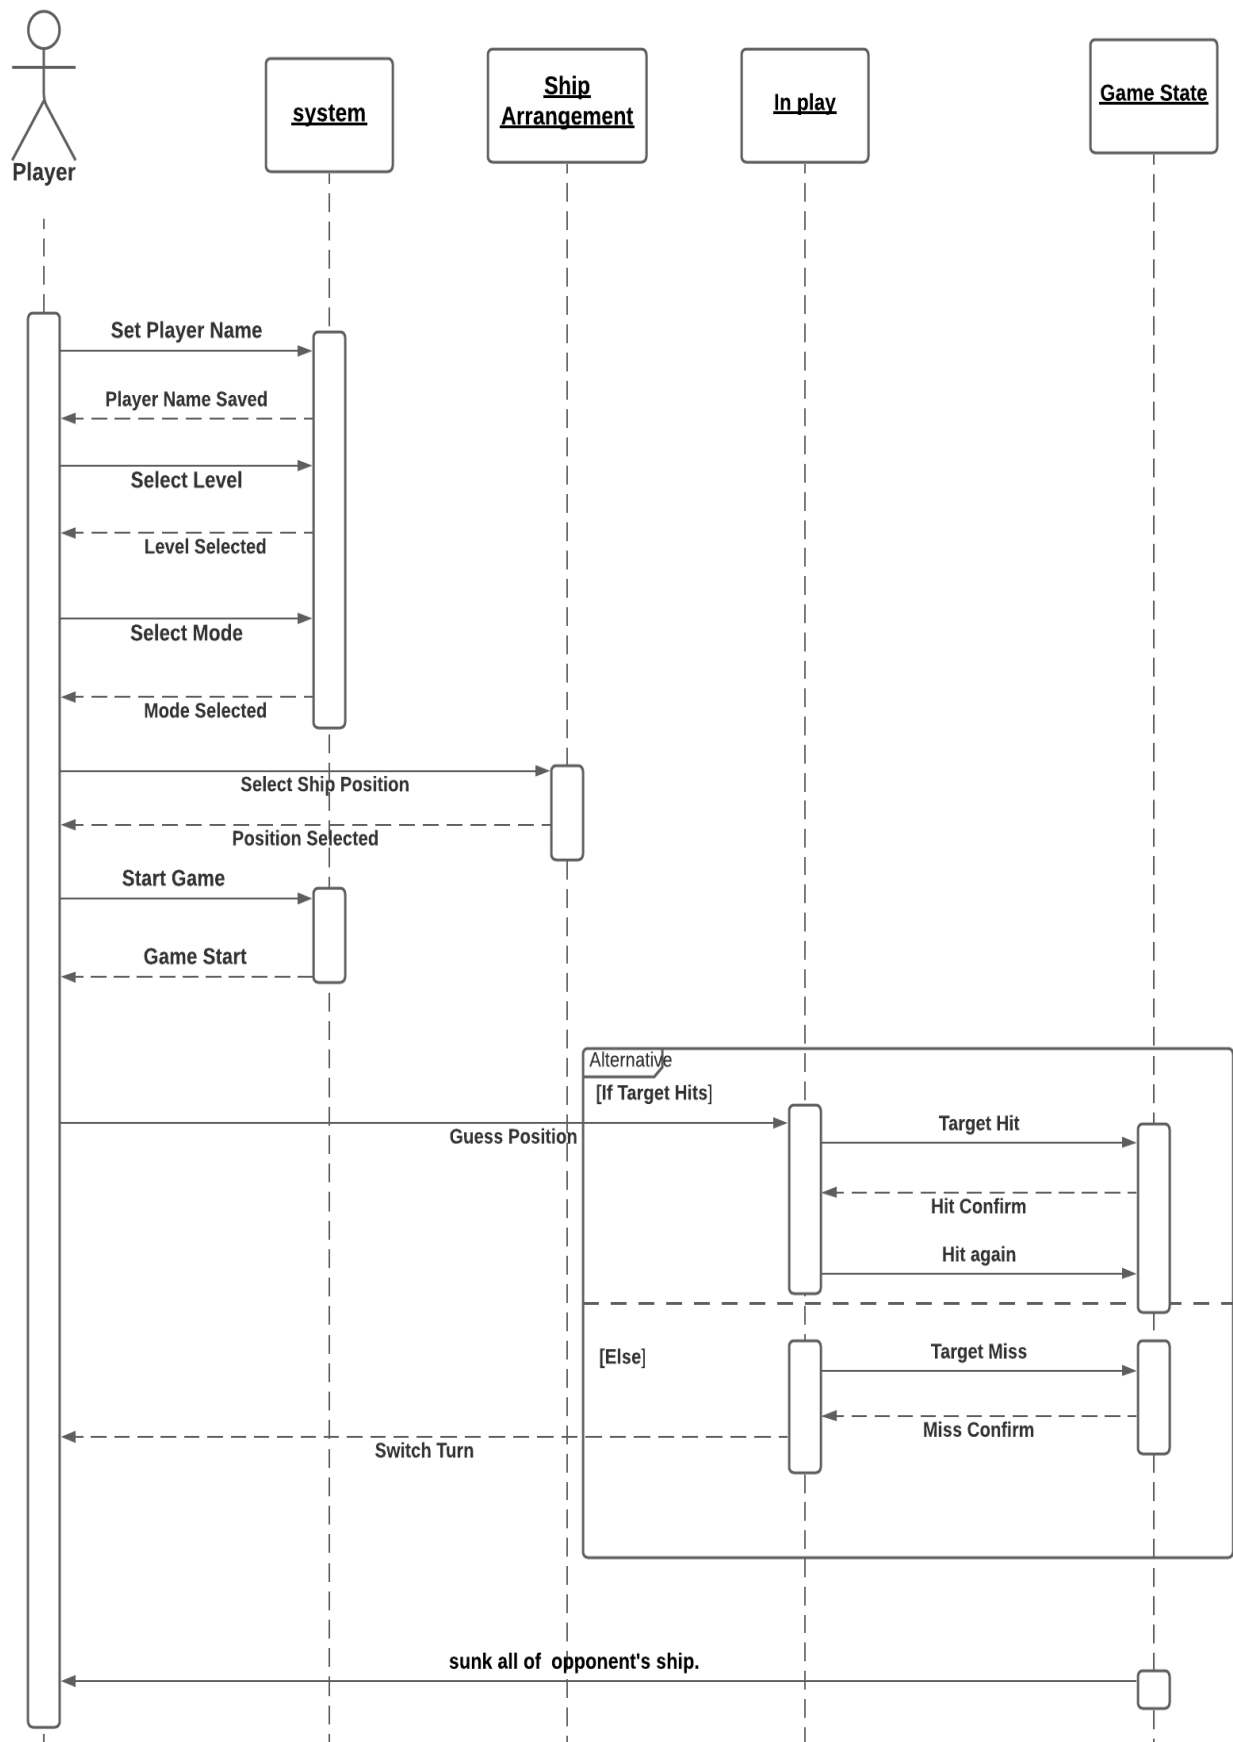 Player
system
Ship
Arrangement
In play
Game State
Set Player Name
Player Name Saved
Select Level
Level Selected
Select Mode
Mode Selected
Select Ship Position
Position Selected
Start Game
Game Start
Alternative
[If Target Hits]
Guess Position
Target Hit
Hit Confirm
Hit again
[Else]
Target Miss
Miss Confirm
Switch Turn
sunk all of  opponent's ship.